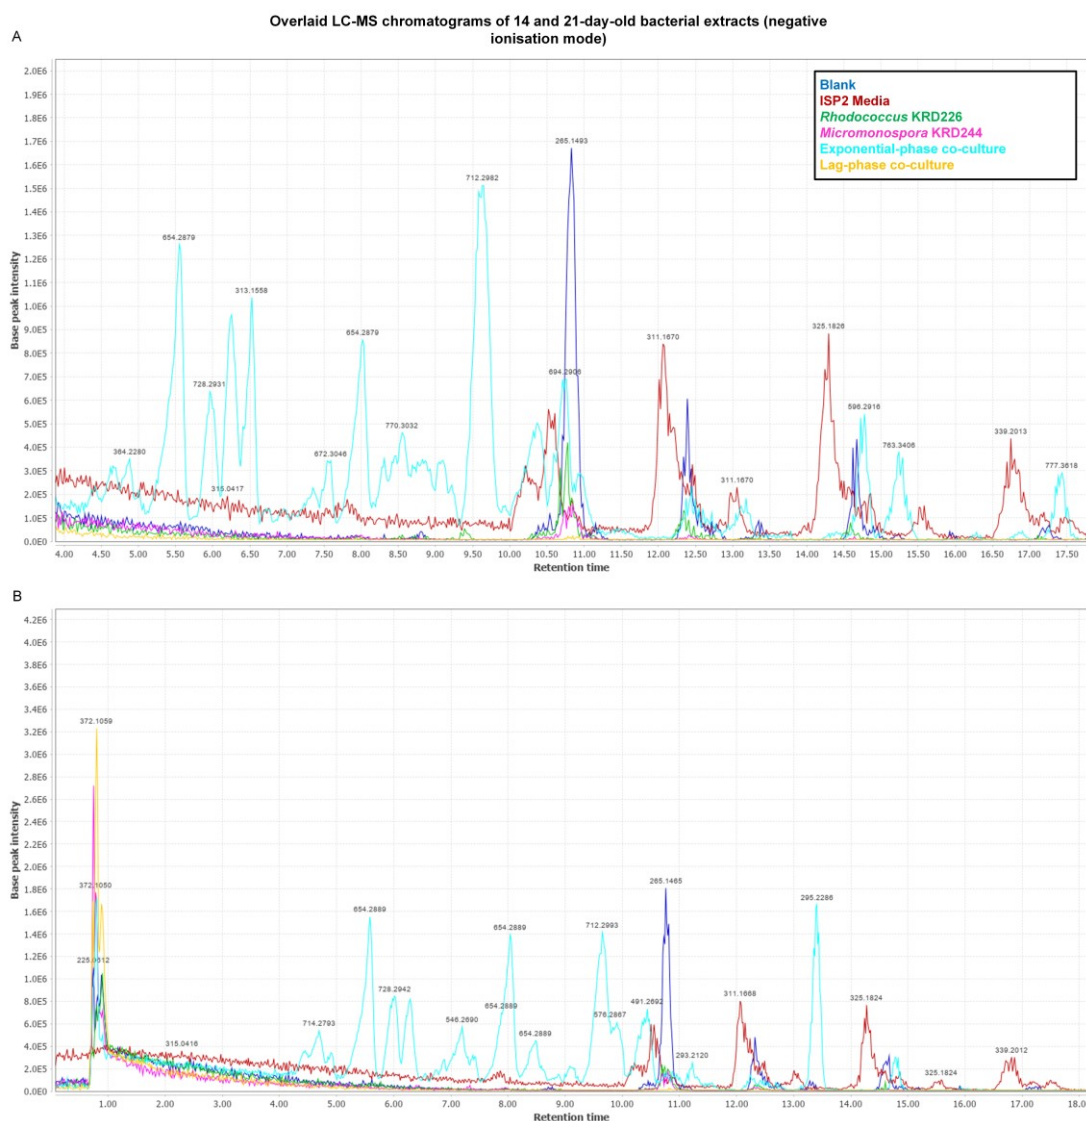 Overlaid LC-MS chromatograms of 14 and 21-day-old bacterial extracts (negative
ionisation mode)
A
Blank
ISP2 Media
Rhodococcus KRD226
Micromonospora KRD244
Exponential-phase co-culture
Lag-phase co-culture
Base peak intensity
2.0E6
1.9E6
1.8E6
1.7E6
1.6E6
1.5E6
1.4E6
1.3E6
1.2E6
1.1E6
1.0E6
9.0E5
8.0E5
7.0E5
6.0E5
5.0E5
4.0E5
3.0E5
2.0E5
1.0E5
0.0E0
265.1493
712.2982
654.2879
313.1558
728.2931
364.2280
315.0417
654.2879
770.3032
672.3046
694.2906
311.1670
311.1670
325.1826
596.2916
763.3406
339.2013
777.3618
4.00 4.50 5.00 5.50 6.00 6.50 7.00 7.50 8.00 8.50 9.00 9.50 10.00 10.50 11.00 11.50 12.00 12.50 13.00 13.50 14.00 14.50 15.00 15.50 16.00 16.50 17.00 17.50
Retention time
B
Base peak intensity
4.2E6
4.0E6
3.8E6
3.6E6
3.4E6
3.2E6
3.0E6
2.8E6
2.6E6
2.4E6
2.2E6
2.0E6
1.8E6
1.6E6
1.4E6
1.2E6
1.0E6
8.0E5
6.0E5
4.0E5
2.0E5
0.0E0
372.1059
372.1050
315.0416
714.2793
654.2889
728.2942
546.2690
654.2889
654.2889
654.2889
712.2993
576.2867
491.2692
265.1465
293.2120
311.1668
295.2286
325.1824
325.1824
339.2012
1.00 2.00 3.00 4.00 5.00 6.00 7.00 8.00 9.00 10.00 11.00 12.00 13.00 14.00 15.00 16.00 17.00 18.0
Retention time